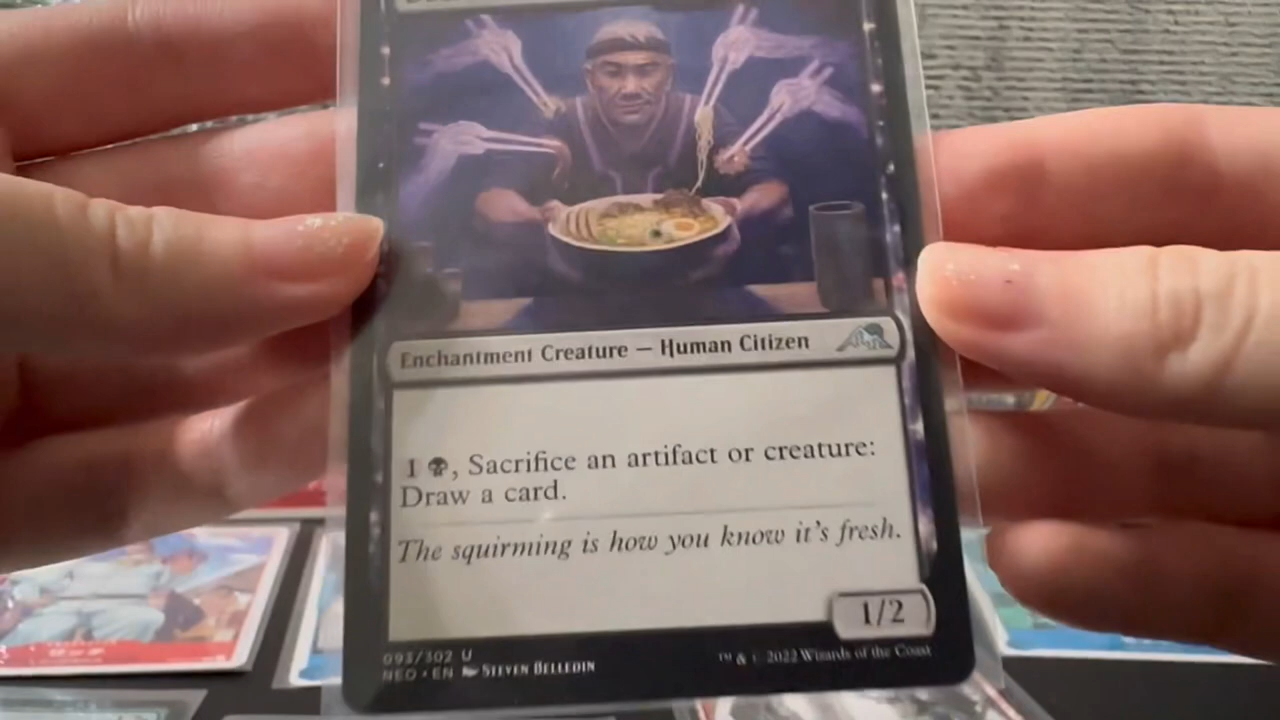 Enchantment Creature — Human Citizen
1 , Sacrifice an artifact or creature:
Draw a card.
The squirming is how you know it's fresh.
1/2
093/302 U
NEO • EN STEVEN BELLEDIN
™ & © 2022 Wizards of the Coast